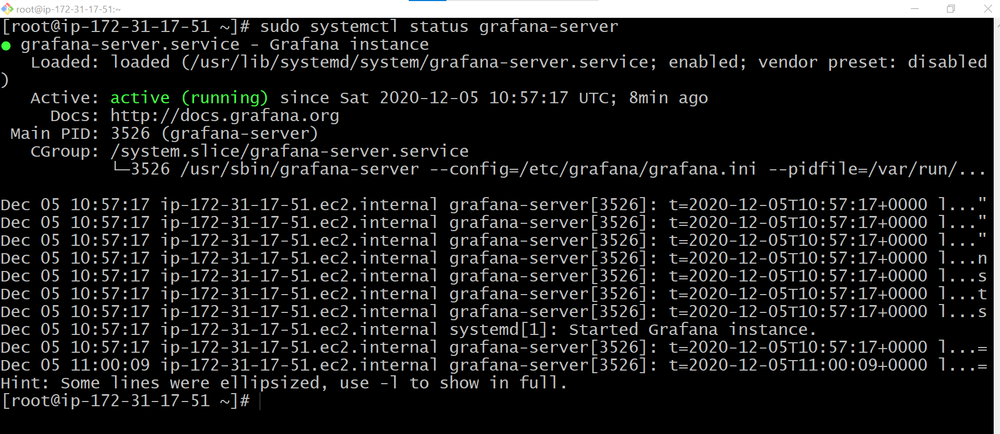 root@ip-172-31-17-51:~
[root@ip-172-31-17-51 ~]# sudo systemctl status grafana-server
● grafana-server.service - Grafana instance
   Loaded: loaded (/usr/lib/systemd/system/grafana-server.service; enabled; vendor preset: disabled
)
   Active: active (running) since Sat 2020-12-05 10:57:17 UTC; 8min ago
     Docs: http://docs.grafana.org
 Main PID: 3526 (grafana-server)
   CGroup: /system.slice/grafana-server.service
           └─3526 /usr/sbin/grafana-server --config=/etc/grafana/grafana.ini --pidfile=/var/run/...
Dec 05 10:57:17 ip-172-31-17-51.ec2.internal grafana-server[3526]: t=2020-12-05T10:57:17+0000 l..."
Dec 05 10:57:17 ip-172-31-17-51.ec2.internal grafana-server[3526]: t=2020-12-05T10:57:17+0000 l..."
Dec 05 10:57:17 ip-172-31-17-51.ec2.internal grafana-server[3526]: t=2020-12-05T10:57:17+0000 l..."
Dec 05 10:57:17 ip-172-31-17-51.ec2.internal grafana-server[3526]: t=2020-12-05T10:57:17+0000 l...n
Dec 05 10:57:17 ip-172-31-17-51.ec2.internal grafana-server[3526]: t=2020-12-05T10:57:17+0000 l...s
Dec 05 10:57:17 ip-172-31-17-51.ec2.internal grafana-server[3526]: t=2020-12-05T10:57:17+0000 l...t
Dec 05 10:57:17 ip-172-31-17-51.ec2.internal grafana-server[3526]: t=2020-12-05T10:57:17+0000 l...s
Dec 05 10:57:17 ip-172-31-17-51.ec2.internal systemd[1]: Started Grafana instance.
Dec 05 10:57:17 ip-172-31-17-51.ec2.internal grafana-server[3526]: t=2020-12-05T10:57:17+0000 l...=
Dec 05 11:00:09 ip-172-31-17-51.ec2.internal grafana-server[3526]: t=2020-12-05T11:00:09+0000 l...=
Hint: Some lines were ellipsized, use -l to show in full.
[root@ip-172-31-17-51 ~]#